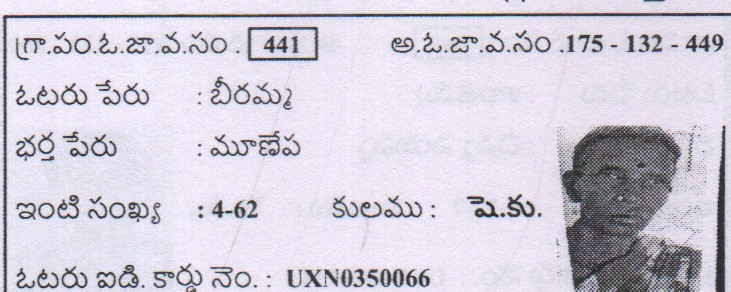 గ్రా.పం.ఓ.జా.వ.సం 441 అ.ఓ.జా.వ.సం .175 - 132 - 449
ఓటరు పేరు : బీరమ్మ
భర్త పేరు : మూణేప
ఇంటి సంఖ్య : 4-62 కులము : షె.కు.
ఓటరు ఐడి. కార్డు నెం. : UXN0350066